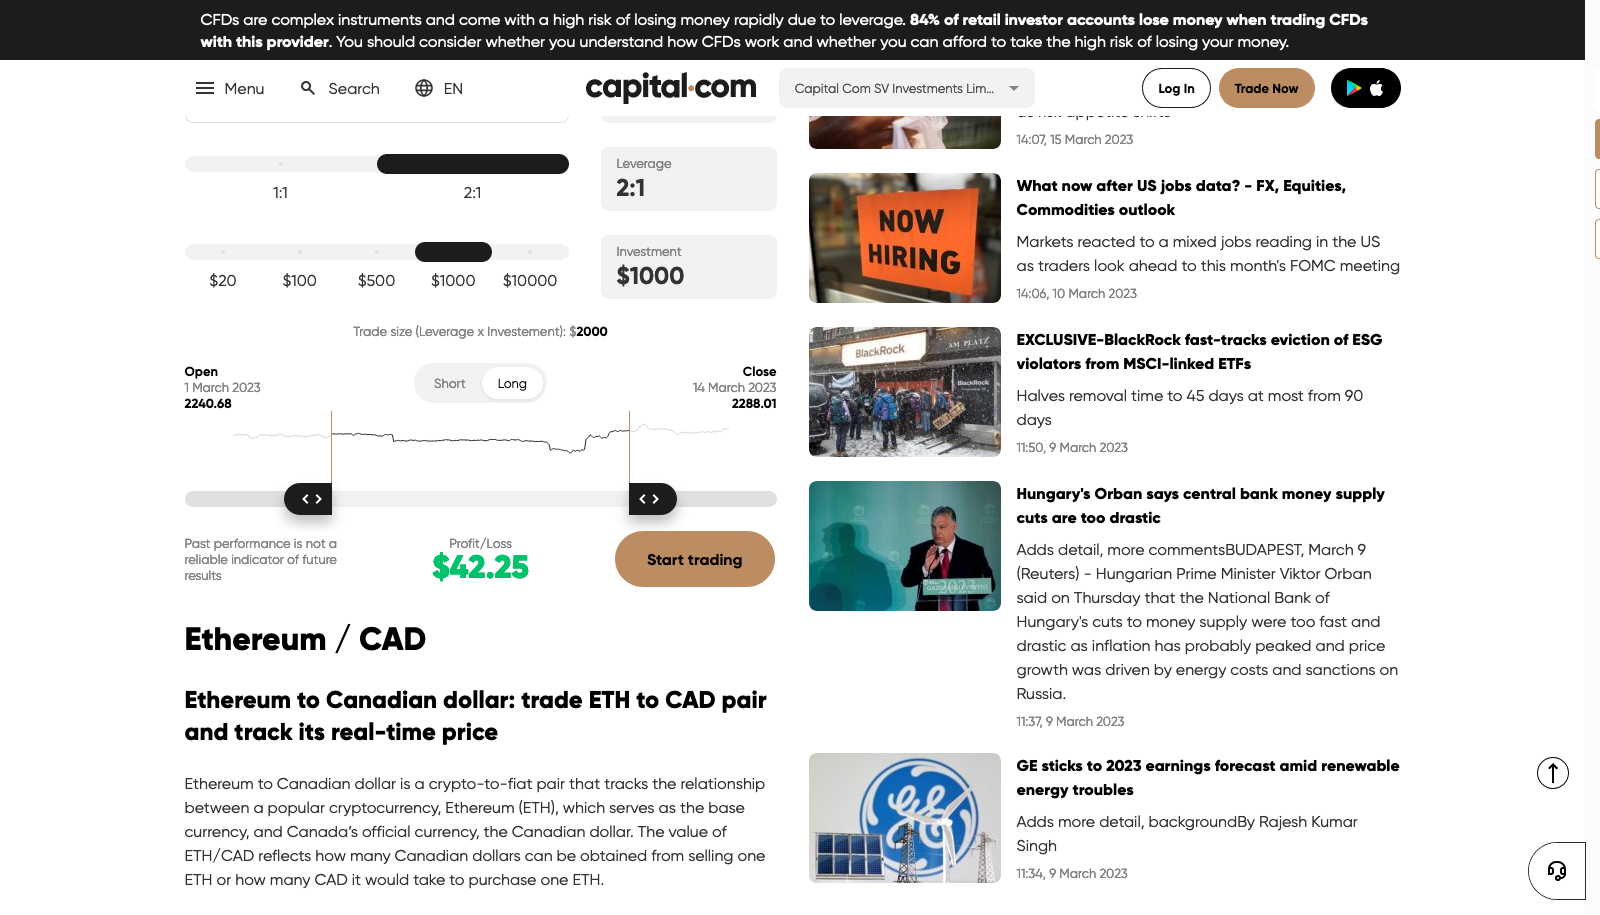 CFDs are complex instruments and come with a high risk of losing money rapidly due to leverage. 84% of retail investor accounts lose money when trading CFDs
with this provider. You should consider whether you understand how CFDs work and whether you can afford to take the high risk of losing your money.
Menu
Search
EN
capital.com
Capital Com SV Investments Lim...
Log In
Trade Now
1:1
2:1
Leverage
2:1
$20
$100
$500
$1000
$10000
Investment
$1000
Trade size (Leverage x Investement): $2000
Open
1 March 2023
2240.68
Short
Long
Close
14 March 2023
2288.01
Past performance is not a
reliable indicator of future
results
Profit/Loss
$42.25
Start trading
Ethereum / CAD
Ethereum to Canadian dollar: trade ETH to CAD pair
and track its real-time price
Ethereum to Canadian dollar is a crypto-to-fiat pair that tracks the relationship
between a popular cryptocurrency, Ethereum (ETH), which serves as the base
currency, and Canada's official currency, the Canadian dollar. The value of
ETH/CAD reflects how many Canadian dollars can be obtained from selling one
ETH or how many CAD it would take to purchase one ETH.
as risk appetite shifts
14:07, 15 March 2023
NOW
HIRING
What now after US jobs data? - FX, Equities,
Commodities outlook
Markets reacted to a mixed jobs reading in the US
as traders look ahead to this month's FOMC meeting
14:06, 10 March 2023
BlackRock
AM PLATZ
BlackRock
EXCLUSIVE-BlackRock fast-tracks eviction of ESG
violators from MSCI-linked ETFs
Halves removal time to 45 days at most from 90
days
11:50, 9 March 2023
Hungary's Orban says central bank money supply
cuts are too drastic
Adds detail, more commentsBUDAPEST, March 9
(Reuters) - Hungarian Prime Minister Viktor Orban
said on Thursday that the National Bank of
Hungary's cuts to money supply were too fast and
drastic as inflation has probably peaked and price
growth was driven by energy costs and sanctions on
Russia.
11:37, 9 March 2023
GE sticks to 2023 earnings forecast amid renewable
energy troubles
Adds more detail, backgroundBy Rajesh Kumar
Singh
11:34, 9 March 2023